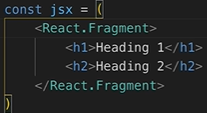 const jsx = (
<React.Fragment>
<h1>Heading 1</h1>
<h2>Heading 2</h2>
</React.Fragment>
)